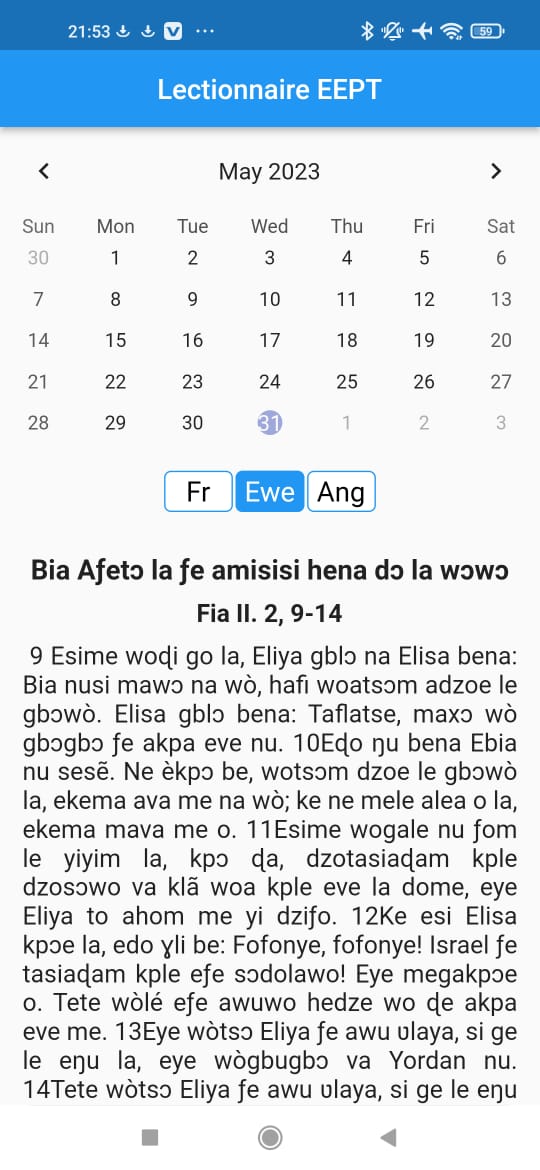 21:53 ...
59
Lectionnaire EEPT
May 2023
Sun Mon Tue Wed Thu Fri Sat
30 1 2 3 4 5 6
7 8 9 10 11 12 13
14 15 16 17 18 19 20
21 22 23 24 25 26 27
28 29 30 31 1 2 3
Fr Ewe Ang
Bia Aƒetɔ la ƒe amisisi hena dɔ la wɔwɔ
Fia II. 2, 9-14
9 Esime woɖi go la, Eliya gblɔ na Elisa bena:
Bia nusi mawɔ na wò, hafi woatsɔm adzoe le
gbɔwò. Elisa gblɔ bena: Taflatse, maxɔ wò
gbɔgbɔ ƒe akpa eve nu. 10Eɖo ŋu bena Ebia
nu sesẽ. Ne èkpɔ be, wotsɔm dzoe le gbɔwò
la, ekema ava me na wò; ke ne mele alea o la,
ekema mava me o. 11Esime wogale nu ƒom
le yiyim la, kpɔ ɖa, dzotasiaɖam kple
dzosɔwo va klã woa kple eve la dome, eye
Eliya to ahom me yi dziƒo. 12Ke esi Elisa
kpɔe la, edo ɣli be: Fofonye, fofonye! Israel ƒe
tasiaɖam kple eƒe sɔdolawo! Eye megakpɔe
o. Tete wòlé eƒe awuwo hedze wo ɖe akpa
eve me. 13Eye wòtsɔ Eliya ƒe awu ʋlaya, si ge
le eŋu la, eye wògbugbɔ va Yordan nu.
14Tete wòtsɔ Eliya ƒe awu ʋlaya, si ge le eŋu